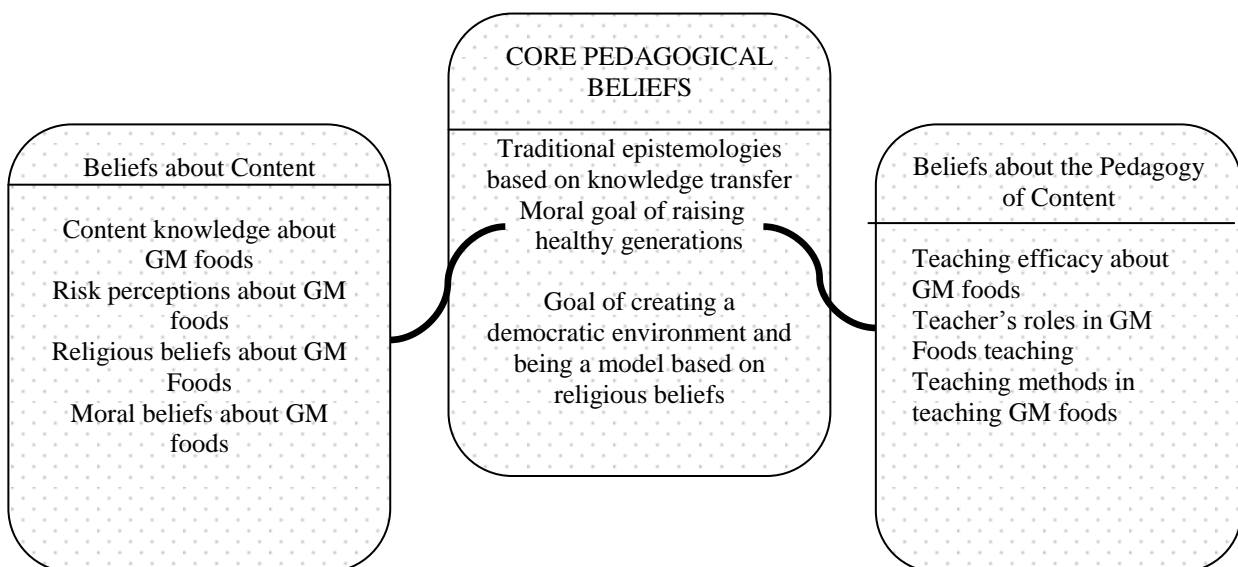 Beliefs about Content
Content knowledge about
GM foods
Risk perceptions about GM
foods
Religious beliefs about GM
Foods
Moral beliefs about GM
foods
CORE PEDAGOGICAL
BELIEFS
Traditional epistemologies
based on knowledge transfer
Moral goal of raising
healthy generations
Goal of creating a
democratic environment and
being a model based on
religious beliefs
Beliefs about the Pedagogy
of Content
Teaching efficacy about
GM foods
Teacher’s roles in GM
Foods teaching
Teaching methods in
teaching GM foods